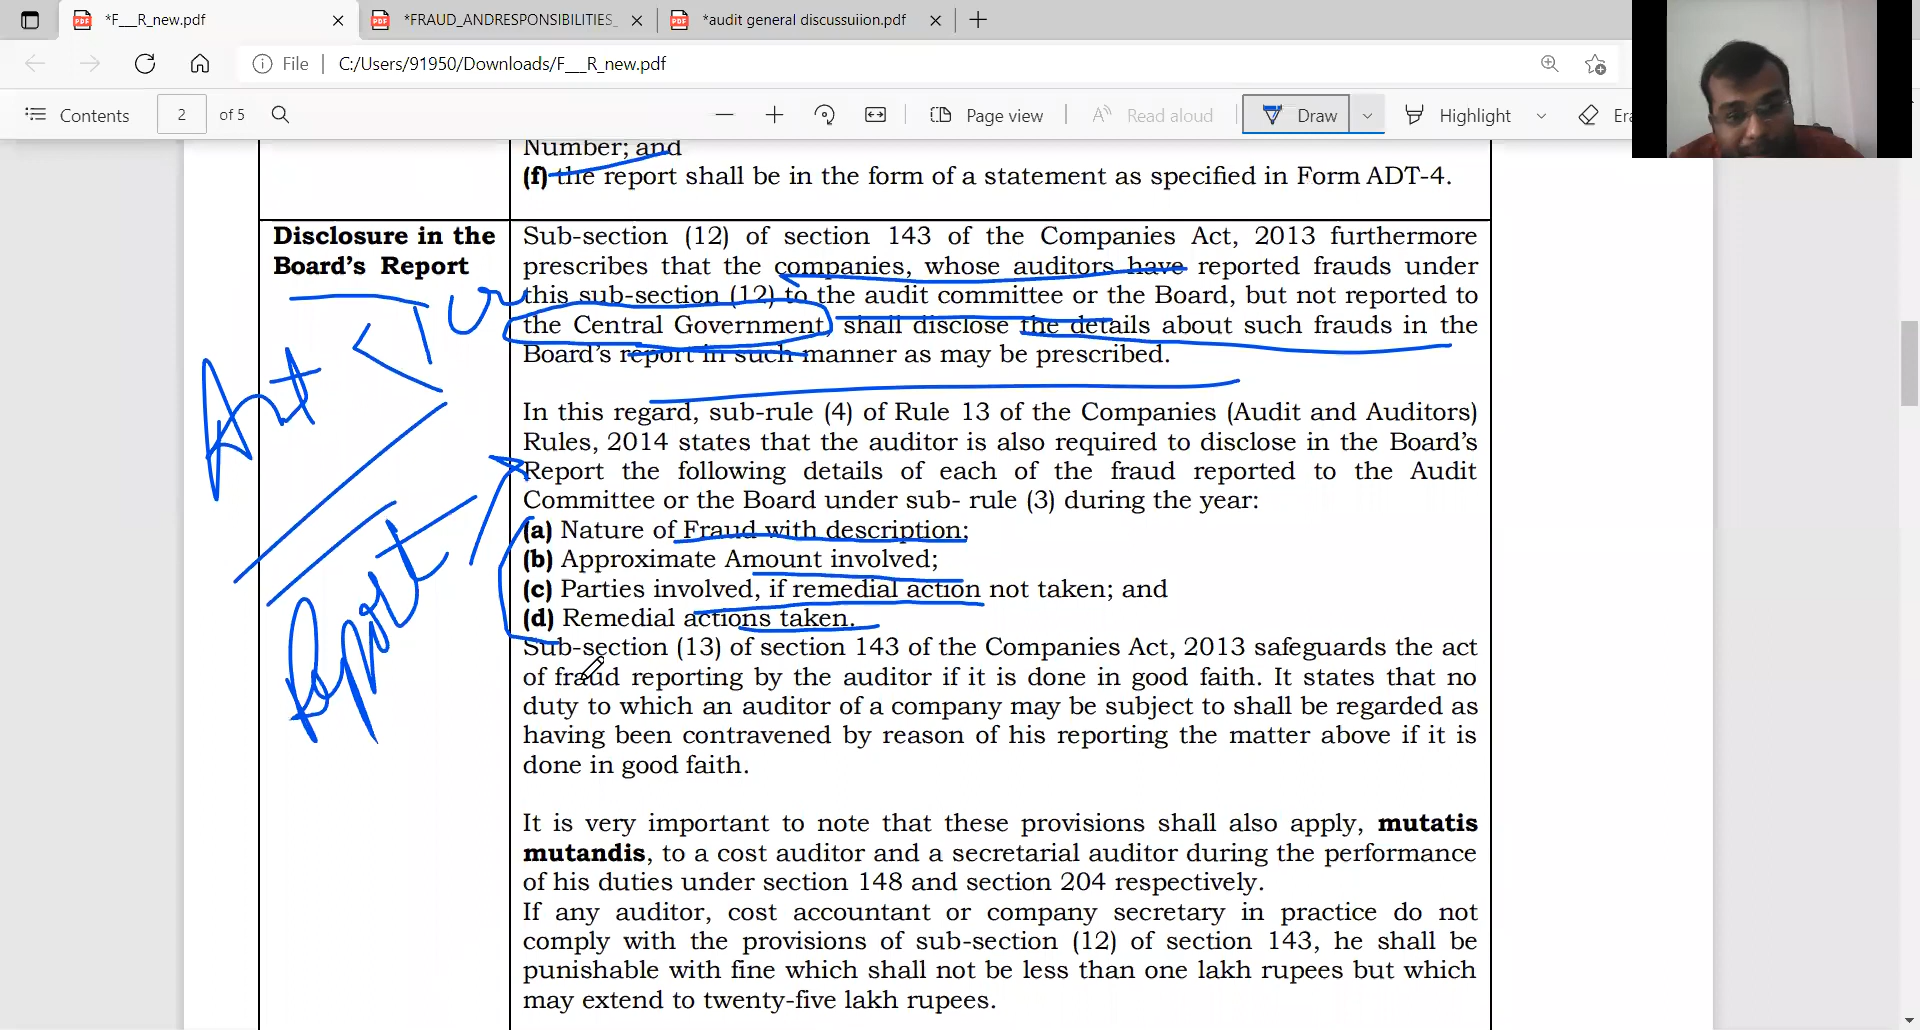 *F__R_new.pdf
*FRAUD_ANDRESPONSIBILITIES_
*audit general discussuiion.pdf
File | C:/Users/91950/Downloads/F__R_new.pdf
Contents 2 of 5 Page view Read aloud Draw Highlight Era
Number; and
(f) the report shall be in the form of a statement as specified in Form ADT-4.
Disclosure in the
Board's Report
Sub-section (12) of section 143 of the Companies Act, 2013 furthermore
prescribes that the companies, whose auditors have reported frauds under
this sub-section (12) to the audit committee or the Board, but not reported to
the Central Government, shall disclose the details about such frauds in the
Board's report in such manner as may be prescribed.
In this regard, sub-rule (4) of Rule 13 of the Companies (Audit and Auditors)
Rules, 2014 states that the auditor is also required to disclose in the Board's
Report the following details of each of the fraud reported to the Audit
Committee or the Board under sub- rule (3) during the year:
(a) Nature of Fraud with description;
(b) Approximate Amount involved;
(c) Parties involved, if remedial action not taken; and
(d) Remedial actions taken.
Sub-section (13) of section 143 of the Companies Act, 2013 safeguards the act
of fraud reporting by the auditor if it is done in good faith. It states that no
duty to which an auditor of a company may be subject to shall be regarded as
having been contravened by reason of his reporting the matter above if it is
done in good faith.
It is very important to note that these provisions shall also apply, mutatis
mutandis, to a cost auditor and a secretarial auditor during the performance
of his duties under section 148 and section 204 respectively.
If any auditor, cost accountant or company secretary in practice do not
comply with the provisions of sub-section (12) of section 143, he shall be
punishable with fine which shall not be less than one lakh rupees but which
may extend to twenty-five lakh rupees.
Amt < 1 Cr
Report